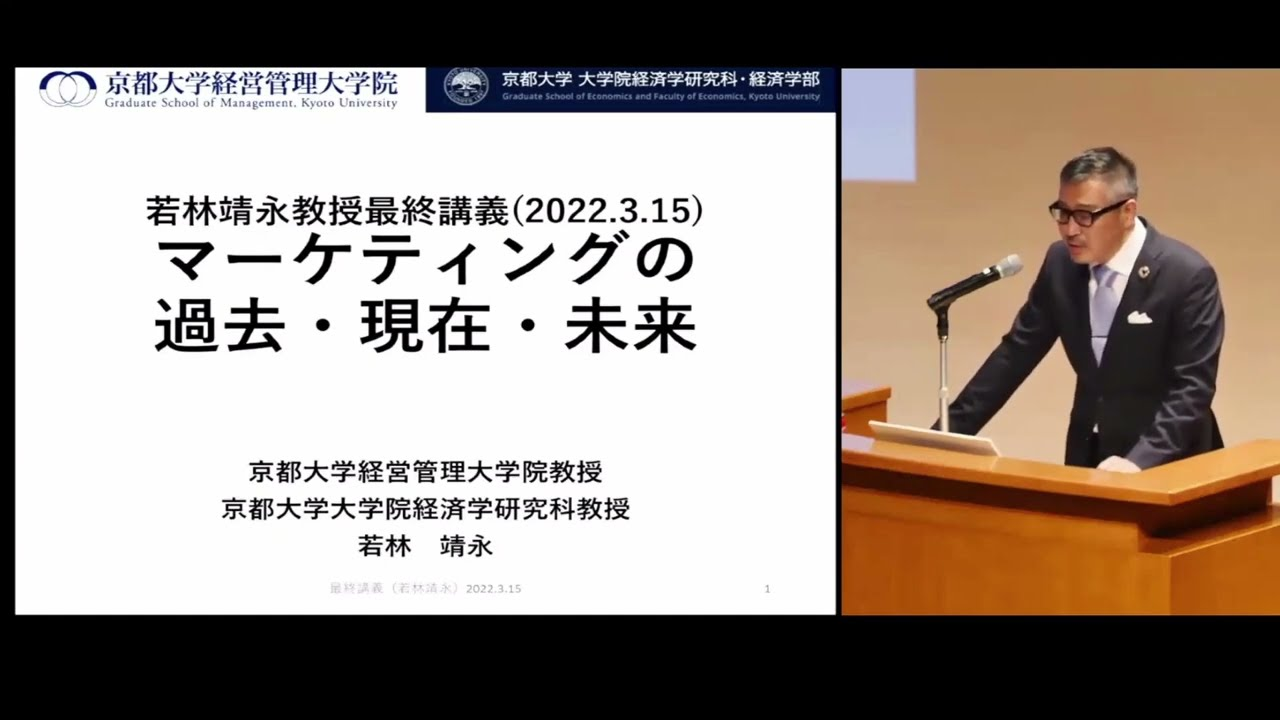 京都大学経営管理大学院
Graduate School of Management, Kyoto University
京都大学 大学院経済学研究科・経済学部
Graduate School of Economics and Faculty of Economics, Kyoto University
若林靖永教授最終講義(2022.3.15)
マーケティングの
過去・現在・未来
京都大学経営管理大学院教授
京都大学大学院経済学研究科教授
若林　靖永
最終講義（若林靖永）2022.3.15
1